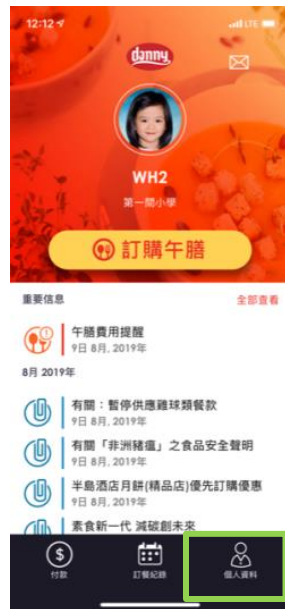 12:12
LTE
danny
WH2
第一間小學
訂購午膳
重要信息 全部查看
午膳費用提醒
9日 8月, 2019年
8月 2019年
有關：暫停供應雞球類餐款
9日 8月, 2019年
有關「非洲豬瘟」之食品安全聲明
9日 8月, 2019年
半島酒店月餅(精品店)優先訂購優惠
9日 8月, 2019年
素食新一代 減碳創未來
付款 訂餐紀錄 個人資料